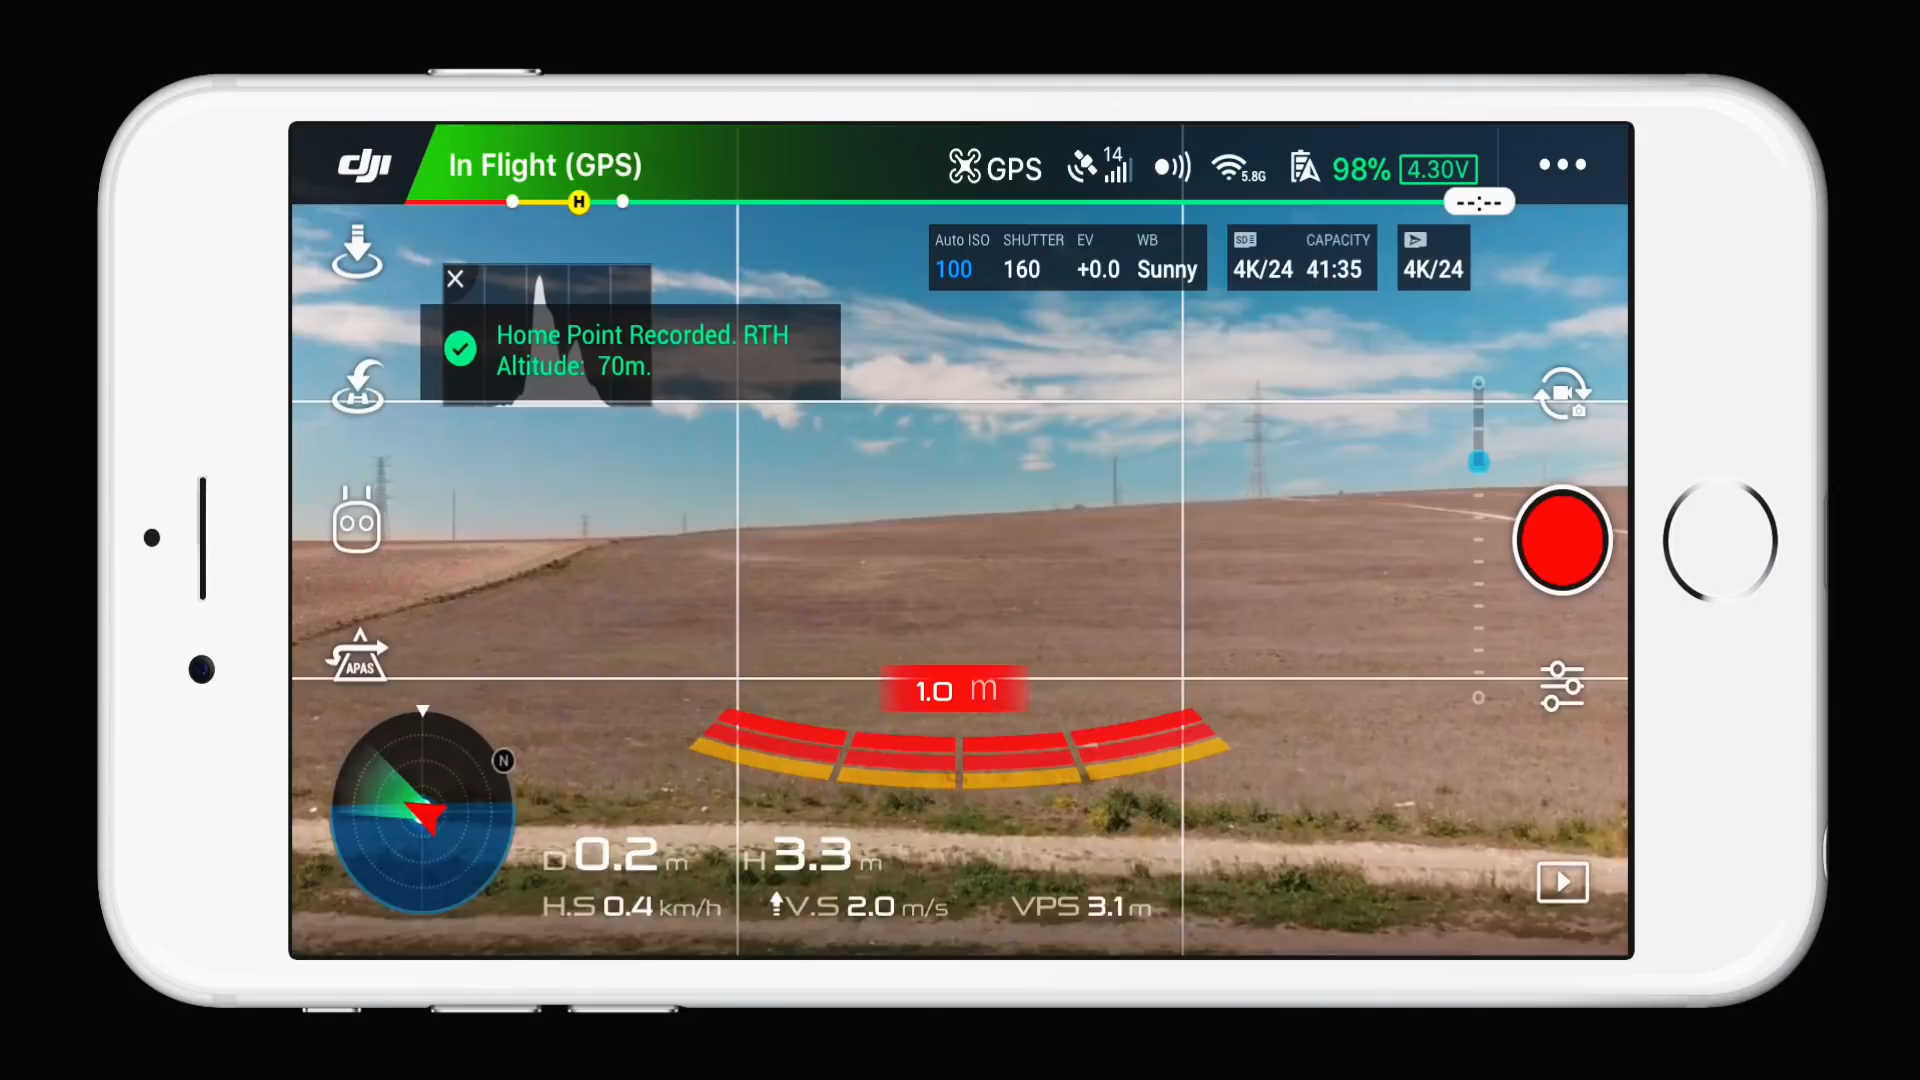 dji
In Flight (GPS)
GPS
14
5.8G
98%
4.30V
H
--:--
Auto ISO SHUTTER EV WB
100 160 +0.0 Sunny
SD CAPACITY
4K/24 41:35
4K/24
Home Point Recorded. RTH
Altitude: 70m.
APAS
1.0 m
N
D 0.2 m H 3.3 m
H.S 0.4 km/h V.S 2.0 m/s VPS 3.1 m